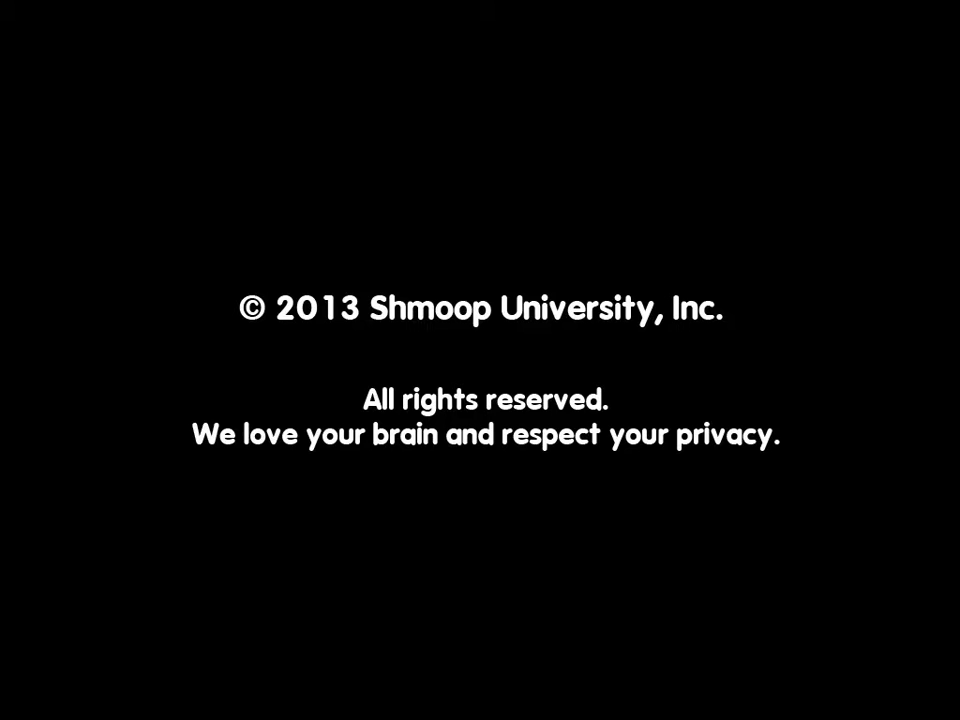 © 2013 Shmoop University, Inc.
All rights reserved.
We love your brain and respect your privacy.